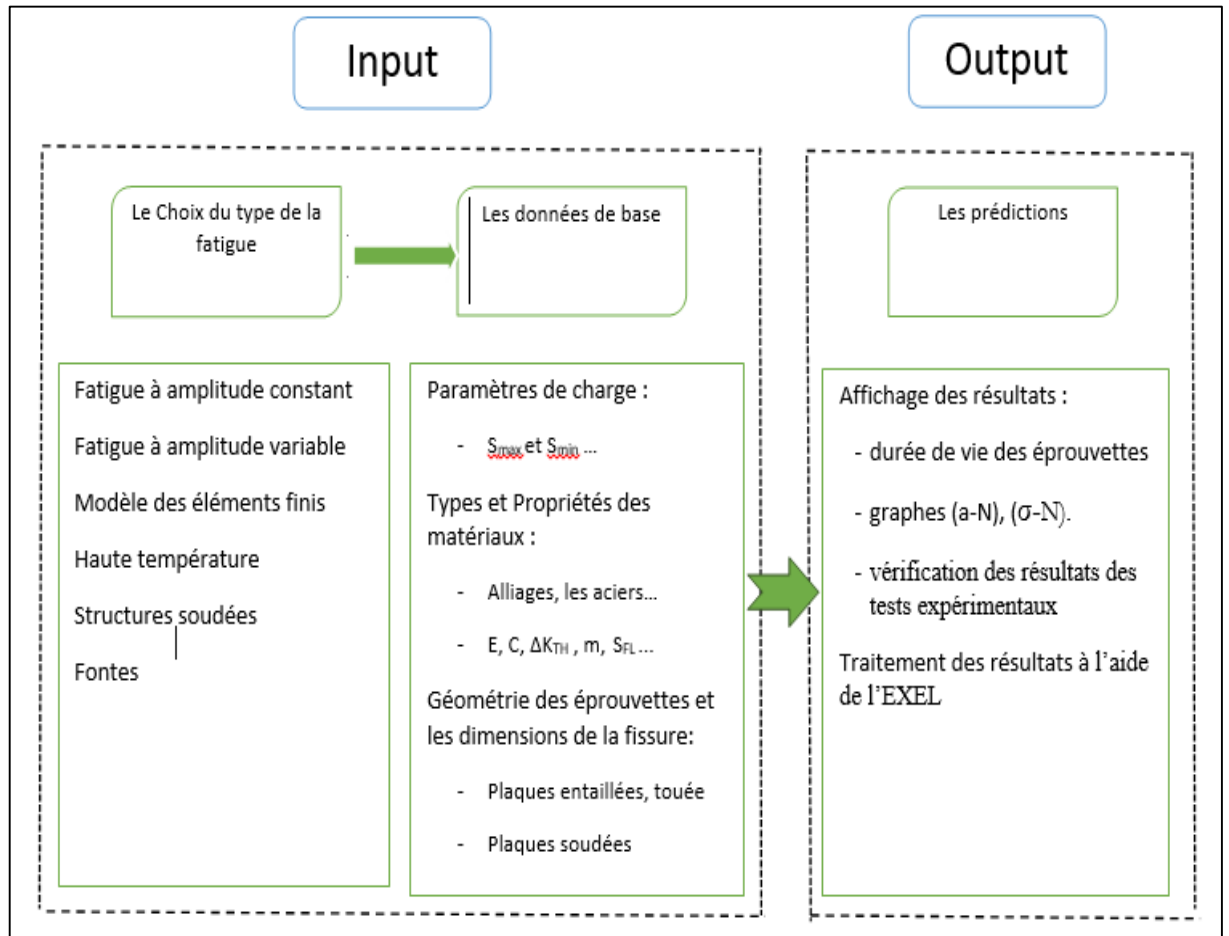 Input
Output
Le Choix du type de la
fatigue
Les données de base
Les prédictions
Fatigue à amplitude constant
Fatigue à amplitude variable
Modèle des éléments finis
Haute température
Structures soudées
Fontes
Paramètres de charge :
- Smax et Smin ...
Types et Propriétés des
matériaux :
- Alliages, les aciers...
- E, C, ΔKTH , m, SFL ...
Géométrie des éprouvettes et
les dimensions de la fissure:
- Plaques entaillées, touée
- Plaques soudées
Affichage des résultats :
- durée de vie des éprouvettes
- graphes (a-N), (σ-N).
- vérification des résultats des
tests expérimentaux
Traitement des résultats à l'aide
de l'EXEL